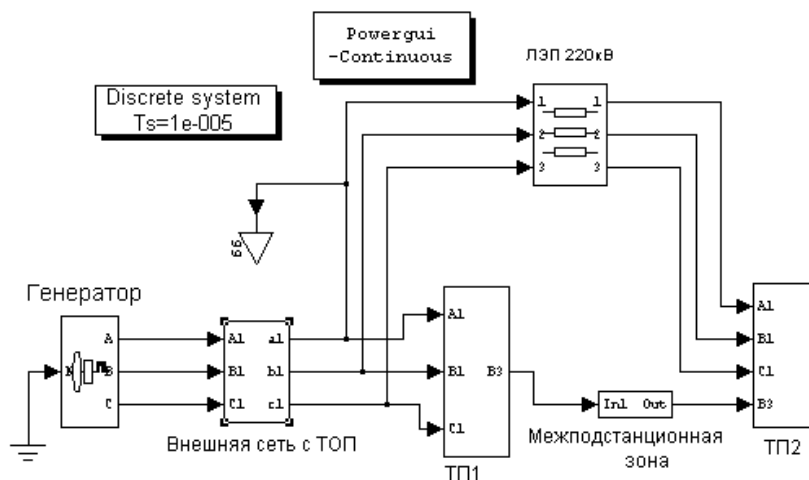 Powergui
-Continuous
ЛЭП 220кВ
Discrete system
Ts=1e-005
1 1
2 2
3 3
66
Генератор
A
N B
C
A1 a1
B1 b1
C1 c1
Внешняя сеть с ТОП
A1
B1 B3
C1
ТП1
In1 Out
Межподстанционная
зона
A1
B1
C1
B3
ТП2